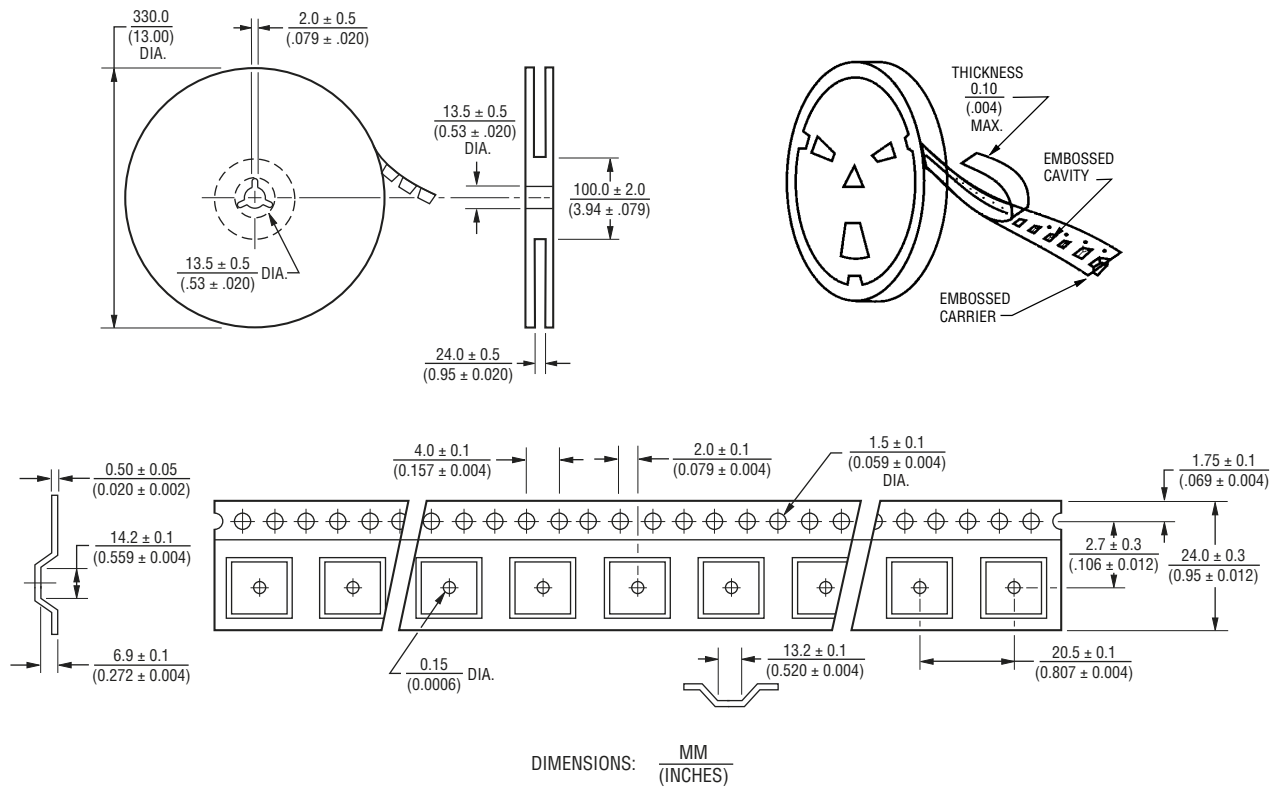 330.0
(13.00)
DIA.
2.0 ± 0.5
(.079 ± .020)
13.5 ± 0.5
(0.53 ± .020)
DIA.
100.0 ± 2.0
(3.94 ± .079)
13.5 ± 0.5
(.53 ± .020)
DIA.
24.0 ± 0.5
(0.95 ± 0.020)
THICKNESS
0.10
(.004)
MAX.
EMBOSSED
CAVITY
EMBOSSED
CARRIER
0.50 ± 0.05
(0.020 ± 0.002)
14.2 ± 0.1
(0.559 ± 0.004)
6.9 ± 0.1
(0.272 ± 0.004)
4.0 ± 0.1
(0.157 ± 0.004)
2.0 ± 0.1
(0.079 ± 0.004)
1.5 ± 0.1
(0.059 ± 0.004)
DIA.
1.75 ± 0.1
(.069 ± 0.004)
2.7 ± 0.3
(.106 ± 0.012)
24.0 ± 0.3
(0.95 ± 0.012)
0.15
(0.0006)
DIA.
13.2 ± 0.1
(0.520 ± 0.004)
20.5 ± 0.1
(0.807 ± 0.004)
DIMENSIONS:
MM
(INCHES)